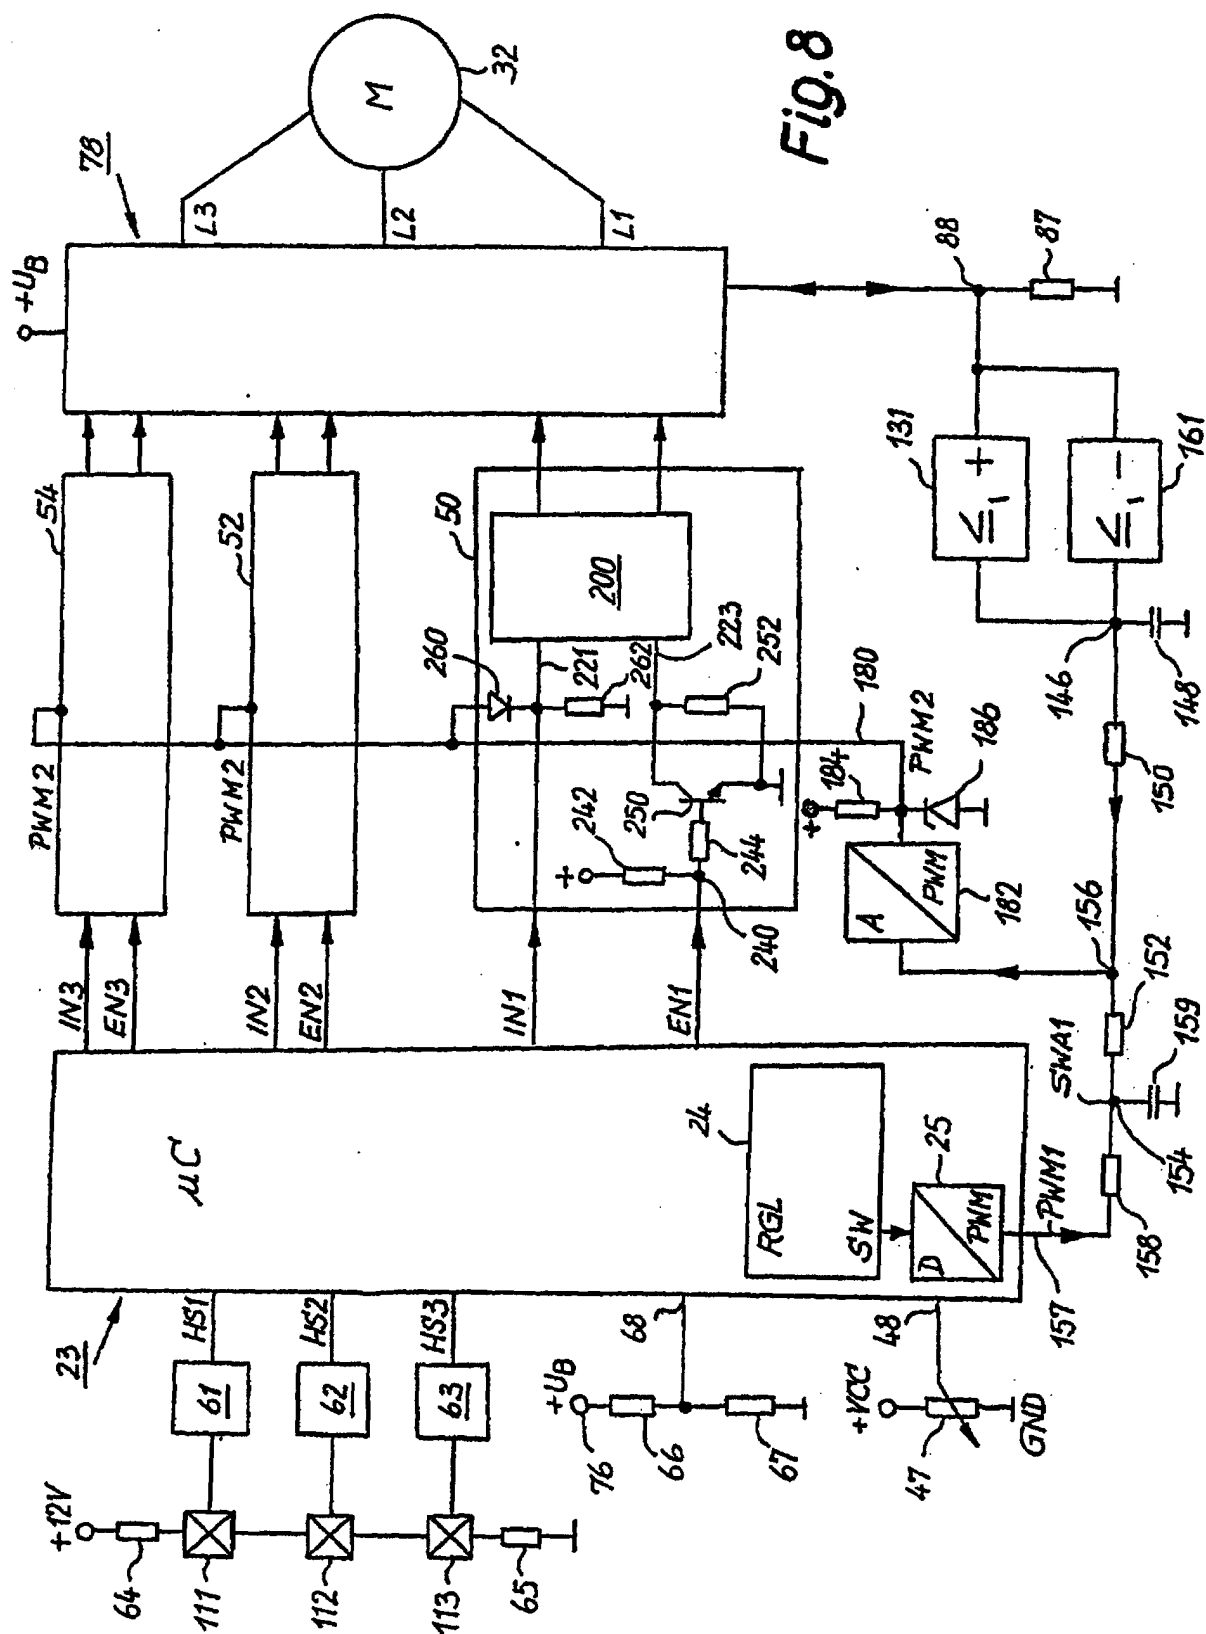 Fig.8
78
+UB
L3
L2
L1
M
32
54
PWM2
52
PWM2
50
200
260
221
262
223
252
250
242
+
244
240
180
184
+
PWM2
186
A
PWM
182
IN3
EN3
IN2
EN2
IN1
EN1
88
87
131
≤1 +
161
≤1 −
146
148
150
156
152
SWA1
159
154
158
PWM1
157
µC
23
24
RGL
SW
25
D
PWM
HS1
HS2
HS3
61
62
63
+12V
64
111
112
113
65
68
+UB
76
66
67
48
+VCC
47
GND